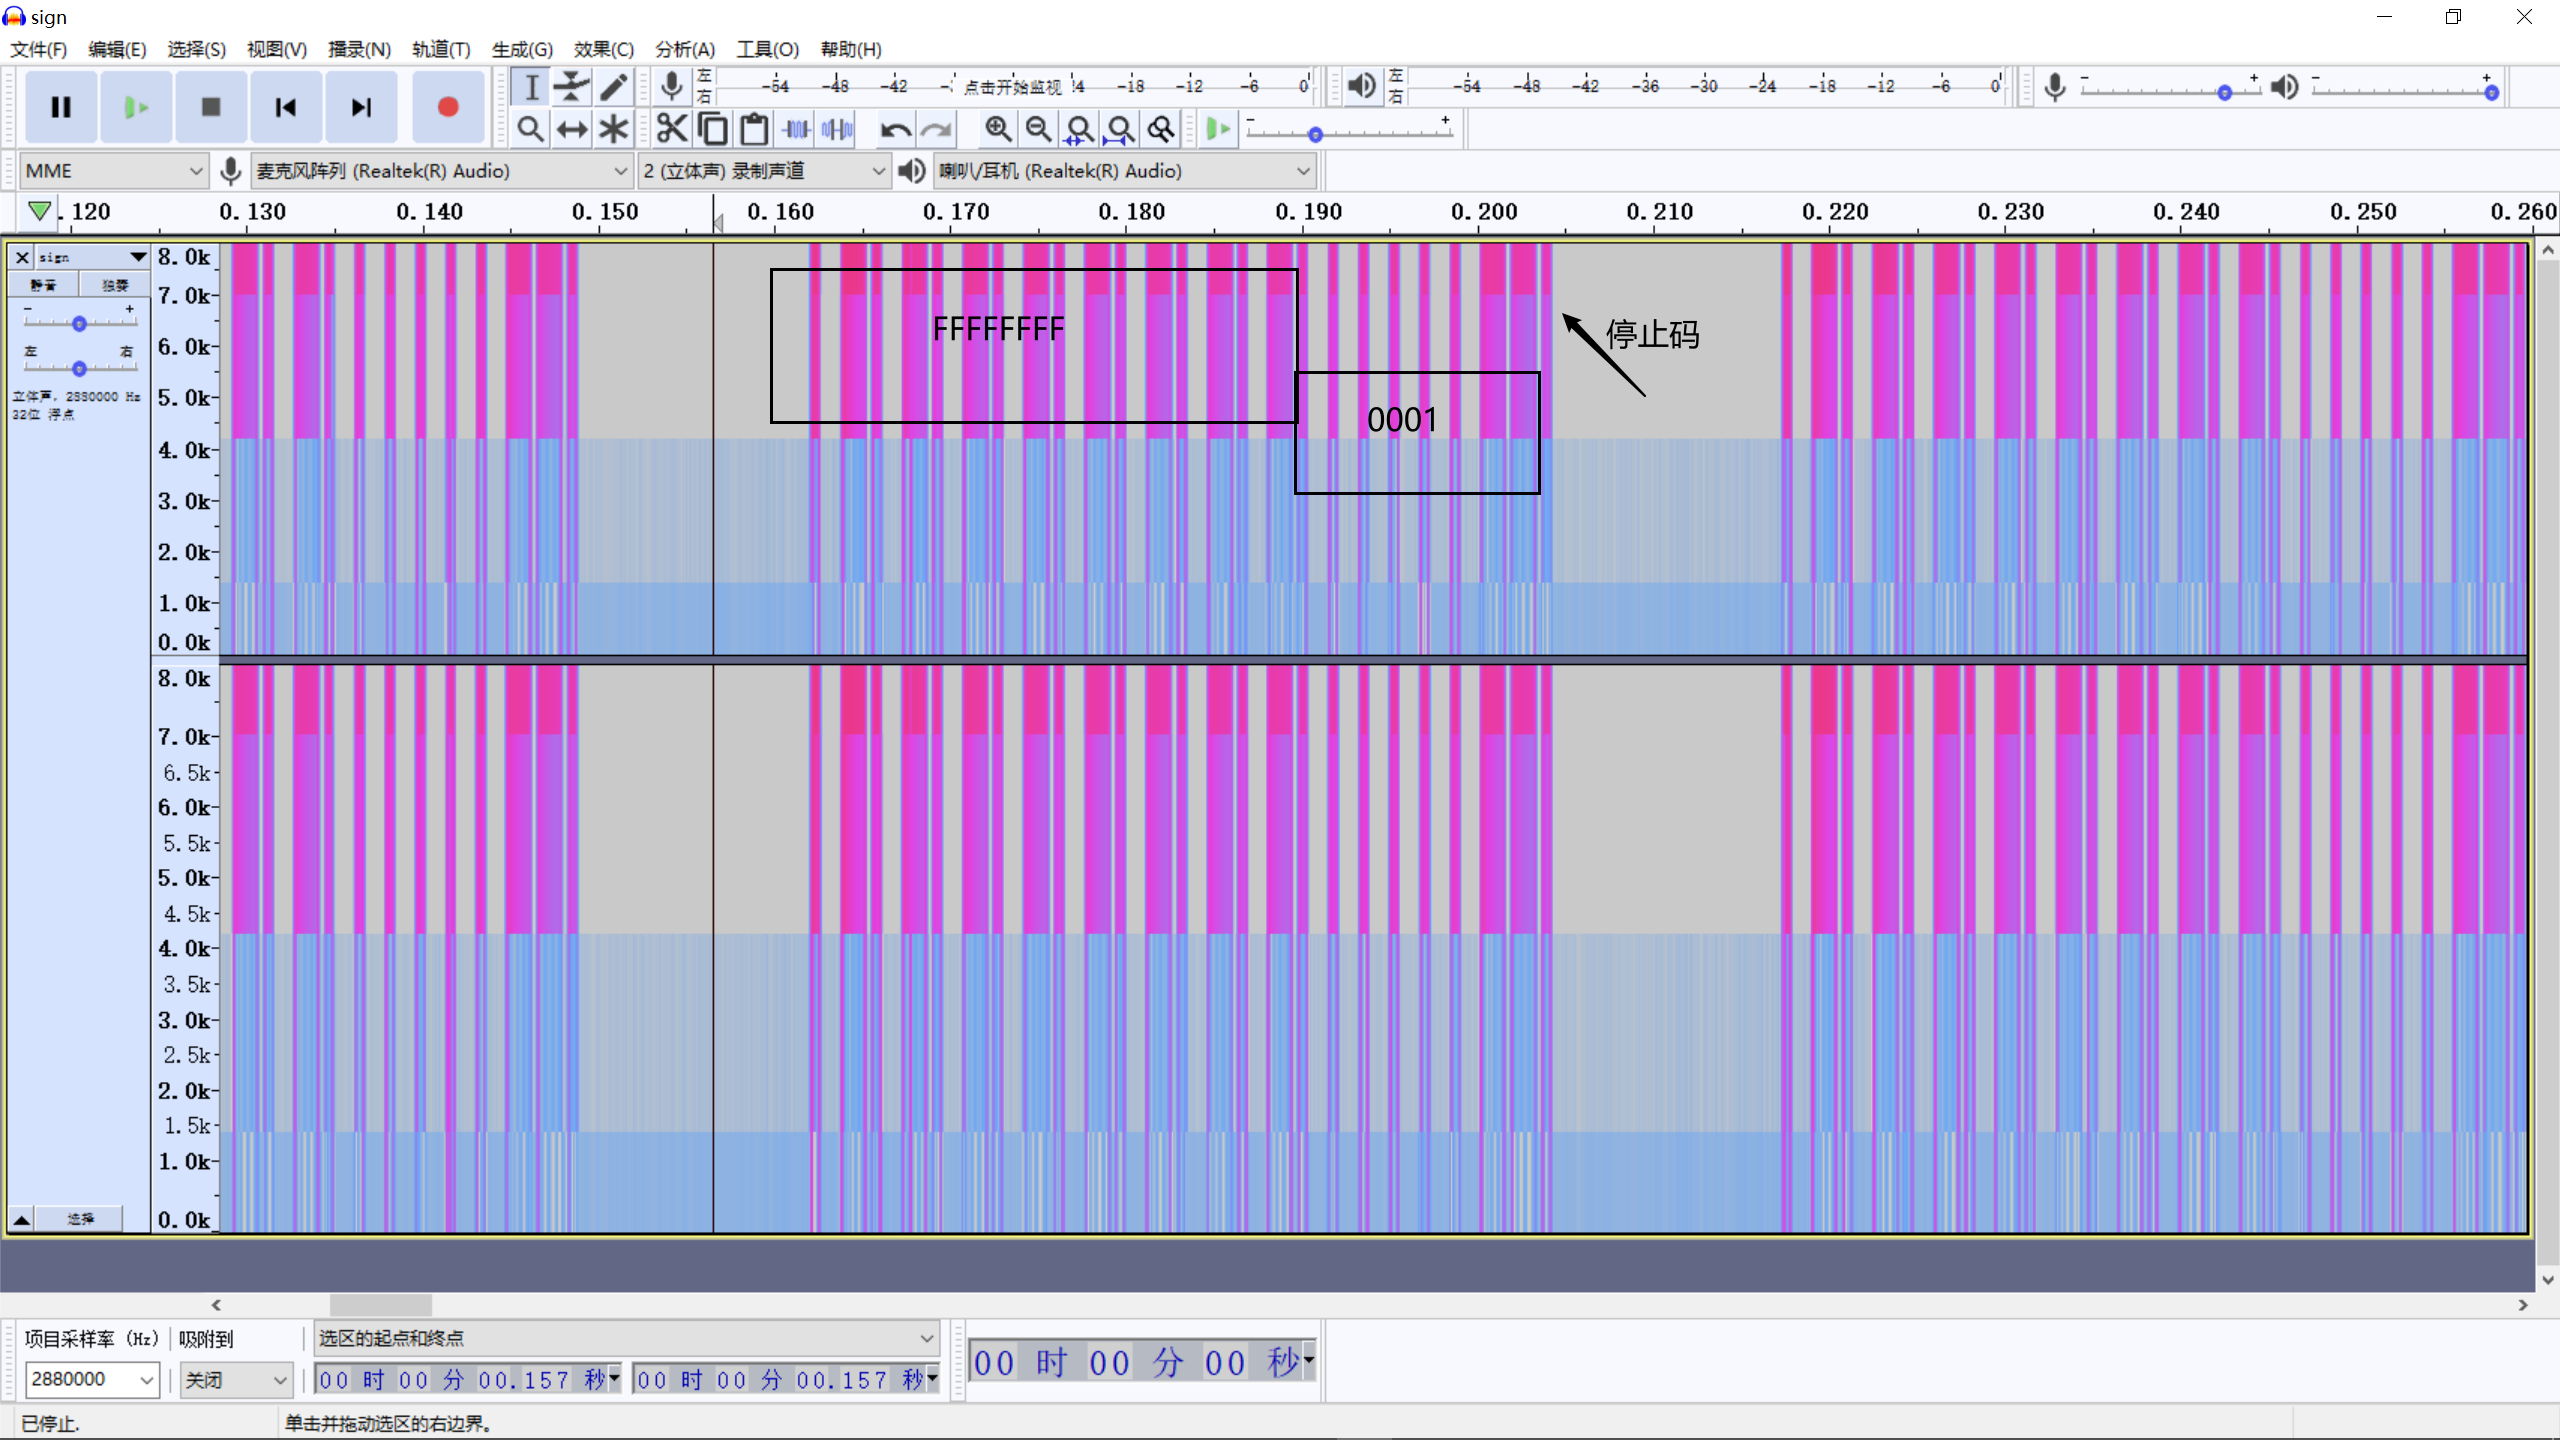 sign
文件(F) 编辑(E) 选择(S) 视图(V) 播录(N) 轨道(T) 生成(G) 效果(C) 分析(A) 工具(O) 帮助(H)
左 右 -54 -48 -42 点击开始监视 -18 -12 -6 0
左 右 -54 -48 -42 -36 -30 -24 -18 -12 -6 0
MME 麦克风阵列 (Realtek(R) Audio) 2 (立体声) 录制声道 喇叭/耳机 (Realtek(R) Audio)
.120 0.130 0.140 0.150 0.160 0.170 0.180 0.190 0.200 0.210 0.220 0.230 0.240 0.250 0.260
sign
静音 独奏
- +
左 右
立体声, 2880000 Hz
32位 浮点
8.0k
7.0k
6.0k
5.0k
4.0k
3.0k
2.0k
1.0k
0.0k
FFFFFFFF
停止码
0001
8.0k
7.0k
6.5k
6.0k
5.5k
5.0k
4.5k
4.0k
3.5k
3.0k
2.5k
2.0k
1.5k
1.0k
0.0k
选择
项目采样率 (Hz) 吸附到 选区的起点和终点
2880000 关闭 00 时 00 分 00.157 秒 00 时 00 分 00.157 秒
00 时 00 分 00 秒
已停止. 单击并拖动选区的右边界。